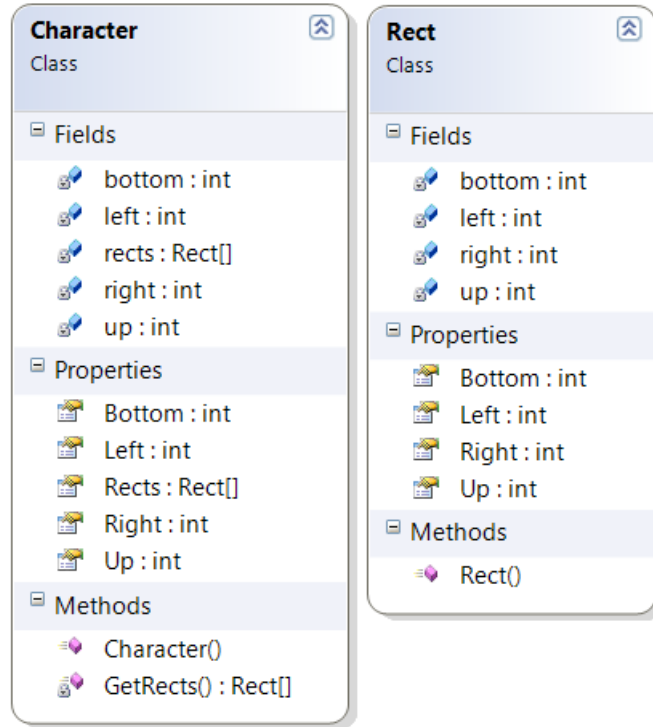 Character
Class
Fields
bottom : int
left : int
rects : Rect[]
right : int
up : int
Properties
Bottom : int
Left : int
Rects : Rect[]
Right : int
Up : int
Methods
Character()
GetRects() : Rect[]
Rect
Class
Fields
bottom : int
left : int
right : int
up : int
Properties
Bottom : int
Left : int
Right : int
Up : int
Methods
Rect()